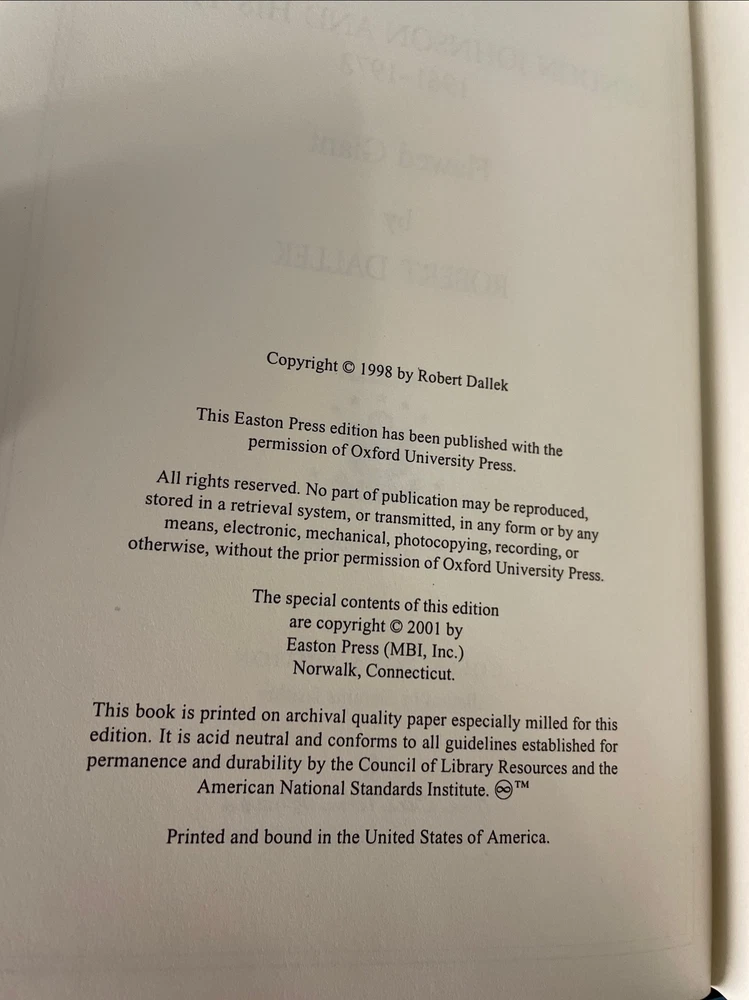 Copyright © 1998 by Robert Dallek
This Easton Press edition has been published with the
permission of Oxford University Press.
All rights reserved. No part of publication may be reproduced,
stored in a retrieval system, or transmitted, in any form or by any
means, electronic, mechanical, photocopying, recording, or
otherwise, without the prior permission of Oxford University Press.
The special contents of this edition
are copyright © 2001 by
Easton Press (MBI, Inc.)
Norwalk, Connecticut.
This book is printed on archival quality paper especially milled for this
edition. It is acid neutral and conforms to all guidelines established for
permanence and durability by the Council of Library Resources and the
American National Standards Institute. ♾™
Printed and bound in the United States of America.